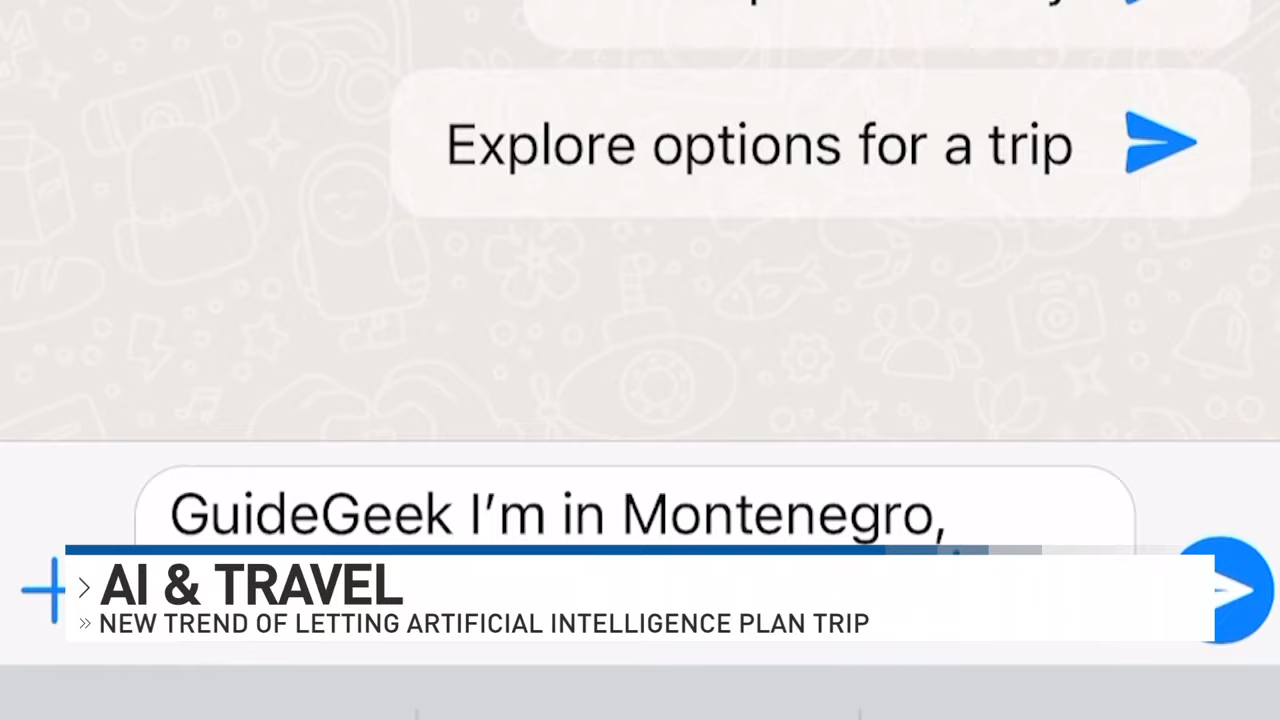 Explore options for a trip
GuideGeek I'm in Montenegro,
AI & TRAVEL
NEW TREND OF LETTING ARTIFICIAL INTELLIGENCE PLAN TRIP